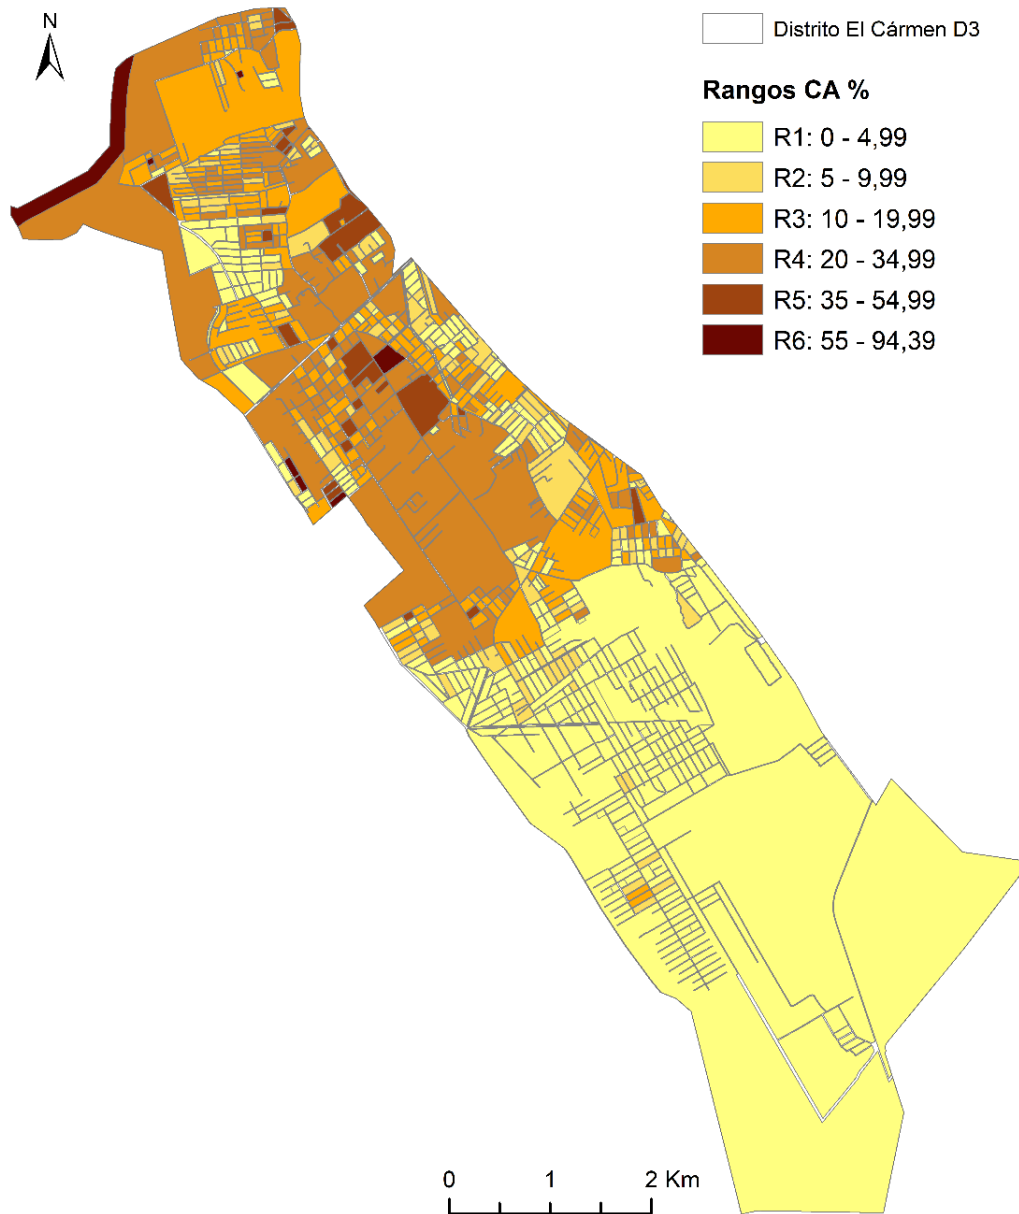 N
Distrito El Cármen D3
Rangos CA %
R1: 0 - 4,99
R2: 5 - 9,99
R3: 10 - 19,99
R4: 20 - 34,99
R5: 35 - 54,99
R6: 55 - 94,39
0 1 2 Km